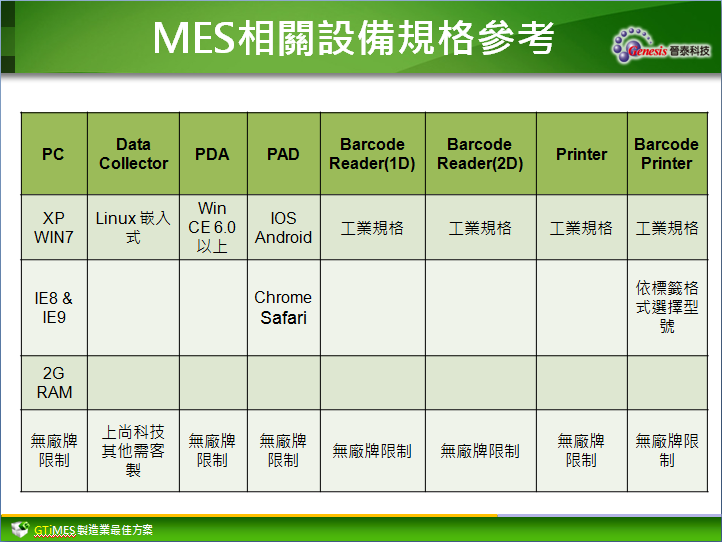 MES相關設備規格參考
Genesis 晉泰科技
PC
Data
Collector
PDA
PAD
Barcode
Reader(1D)
Barcode
Reader(2D)
Printer
Barcode
Printer
XP
WIN7
Linux 嵌入
式
Win
CE 6.0
以上
IOS
Android
工業規格
工業規格
工業規格
工業規格
IE8 &
IE9
Chrome
Safari
依標籤格
式選擇型
號
2G
RAM
無廠牌
限制
上尚科技
其他需客
製
無廠牌
限制
無廠牌
限制
無廠牌限制
無廠牌限制
無廠牌
限制
無廠牌限
制
GTiMES 製造業最佳方案